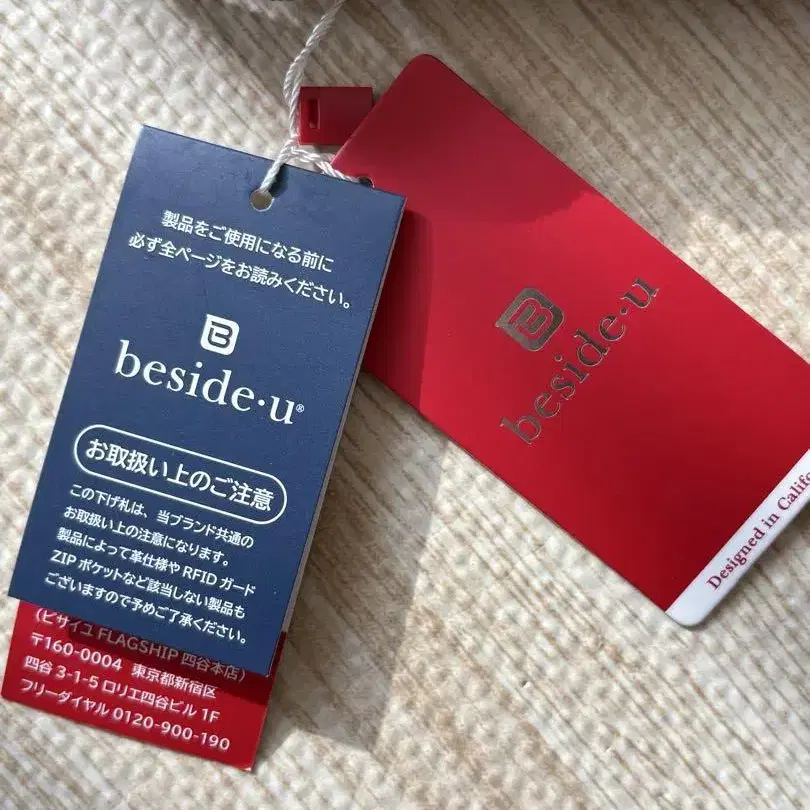 製品をご使用になる前に
必ず全ページをお読みください。
beside·u®
お取扱い上のご注意
この下げ札は、当ブランド共通の
お取扱い上の注意になります。
製品によって革仕様や RFID ガード
ZIP ポケットなど該当しない製品も
ございますので予めご了承ください。
(ビサイユ FLAGSHIP 四谷本店)
〒160-0004 東京都新宿区
四谷 3-1-5 ロリエ四谷ビル 1F
フリーダイヤル 0120-900-190
beside·u
Designed in Califo